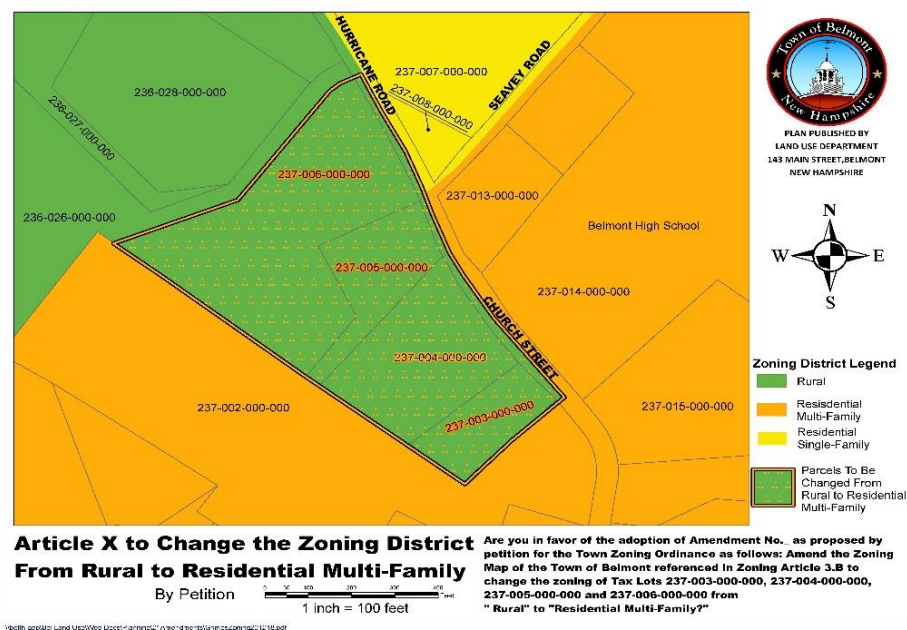 HURRICANE ROAD
237-007-000-000
SEAVEY ROAD
237-008-000-000
236-028-000-000
236-027-000-000
237-006-000-000
237-013-000-000
236-026-000-000
Belmont High School
237-005-000-000
237-014-000-000
CHURCH STREET
237-004-000-000
237-002-000-000
237-003-000-000
237-015-000-000
Town of Belmont
New Hampshire
PLAN PUBLISHED BY
LAND USE DEPARTMENT
143 MAIN STREET,BELMONT
NEW HAMPSHIRE
N
W
E
S
Zoning District Legend
Rural
Resisdential
Multi-Family
Residential
Single-Family
Parcels To Be
Changed From
Rural to Residential
Multi-Family
Article X to Change the Zoning District
From Rural to Residential Multi-Family
By Petition
0 50 100 200 300 400
Feet
1 inch = 100 feet
Are you in favor of the adoption of Amendment No._ as proposed by
petition for the Town Zoning Ordinance as follows: Amend the Zoning
Map of the Town of Belmont referenced in Zoning Article 3.B to
change the zoning of Tax Lots 237-003-000-000, 237-004-000-000,
237-005-000-000 and 237-006-000-000 from
" Rural" to "Residential Multi-Family?"